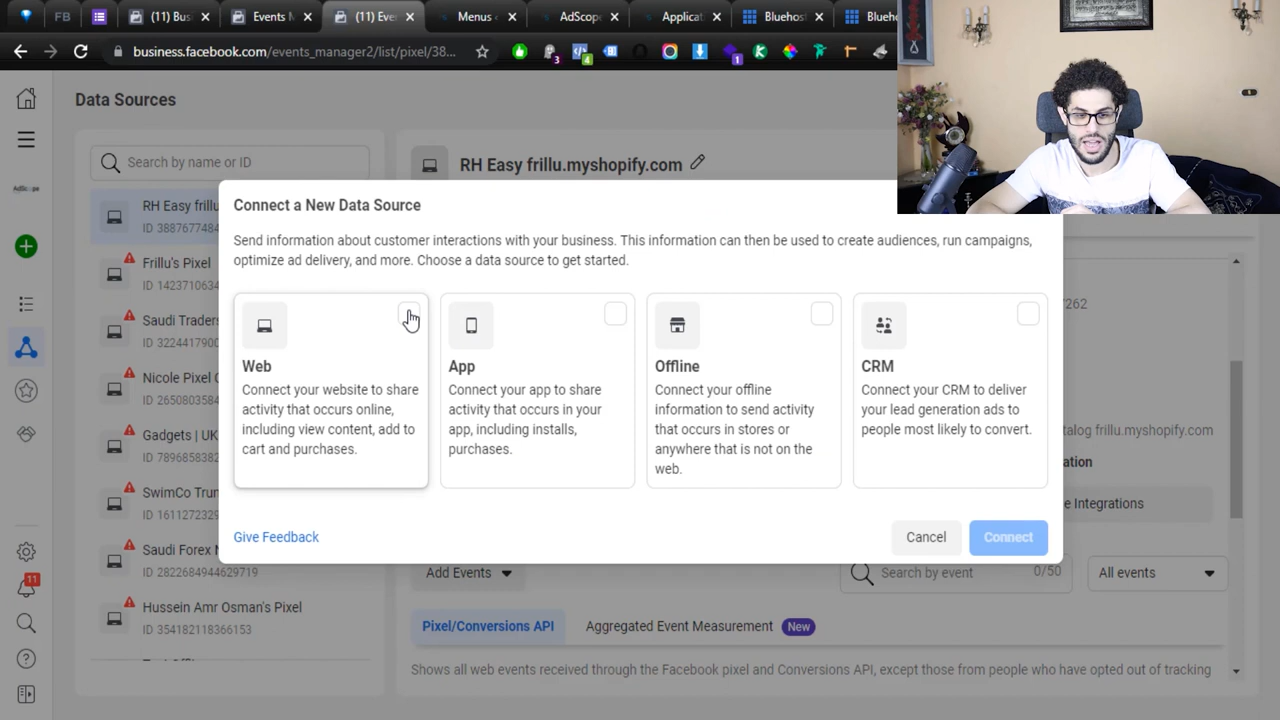 FB
(11) Bus
Events M
(11) Eve
Menus
AdScope
Applicat
Bluehost
Blueho
business.facebook.com/events_manager2/list/pixel/38...
3
4
1
Data Sources
Search by name or ID
RH Easy frillu.myshopify.com
AdScope
RH Easy frillu
ID 3887677484
Frillu's Pixel
ID 1423710634
Saudi Traders
ID 3224417900
Nicole Pixel C
ID 2650803584
Gadgets | UK
ID 7896858382
SwimCo Trun
ID 1611272329
Saudi Forex N
ID 2822684944629719
Hussein Amr Osman's Pixel
ID 354182118366153
11
Connect a New Data Source
Send information about customer interactions with your business. This information can then be used to create audiences, run campaigns,
optimize ad delivery, and more. Choose a data source to get started.
Web
Connect your website to share
activity that occurs online,
including view content, add to
cart and purchases.
App
Connect your app to share
activity that occurs in your
app, including installs,
purchases.
Offline
Connect your offline
information to send activity
that occurs in stores or
anywhere that is not on the
web.
CRM
Connect your CRM to deliver
your lead generation ads to
people most likely to convert.
Give Feedback
Cancel
Connect
7262
atalog frillu.myshopify.com
ation
e Integrations
Add Events
Search by event
0/50
All events
Pixel/Conversions API
Aggregated Event Measurement
New
Shows all web events received through the Facebook pixel and Conversions API, except those from people who have opted out of tracking